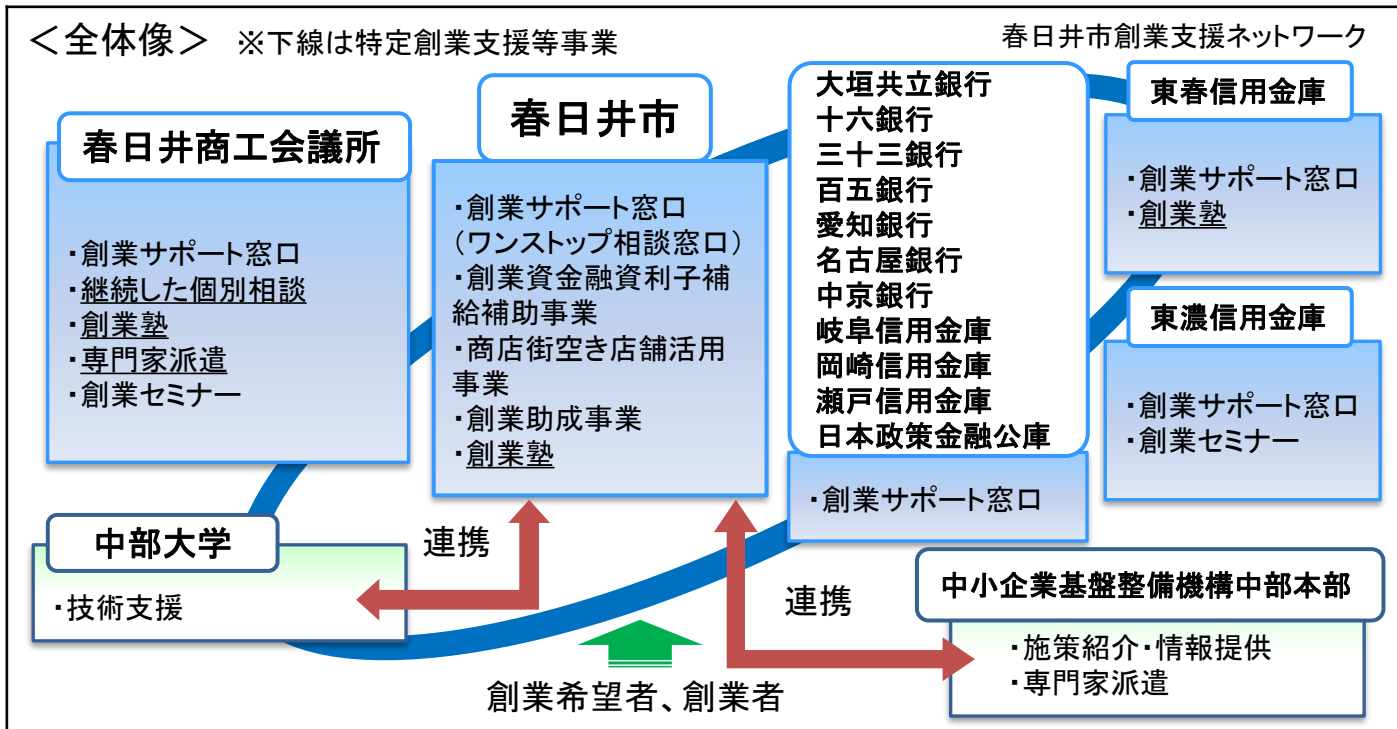 ＜全体像＞ ※下線は特定創業支援等事業
春日井市創業支援ネットワーク
春日井商工会議所
・創業サポート窓口
・継続した個別相談
・創業塾
・専門家派遣
・創業セミナー
春日井市
・創業サポート窓口
（ワンストップ相談窓口）
・創業資金融資利子補
給補助事業
・商店街空き店舗活用
事業
・創業助成事業
・創業塾
大垣共立銀行
十六銀行
三十三銀行
百五銀行
愛知銀行
名古屋銀行
中京銀行
岐阜信用金庫
岡崎信用金庫
瀬戸信用金庫
日本政策金融公庫
・創業サポート窓口
東春信用金庫
・創業サポート窓口
・創業塾
東濃信用金庫
・創業サポート窓口
・創業セミナー
中部大学
・技術支援
連携
連携
中小企業基盤整備機構中部本部
・施策紹介・情報提供
・専門家派遣
創業希望者、創業者